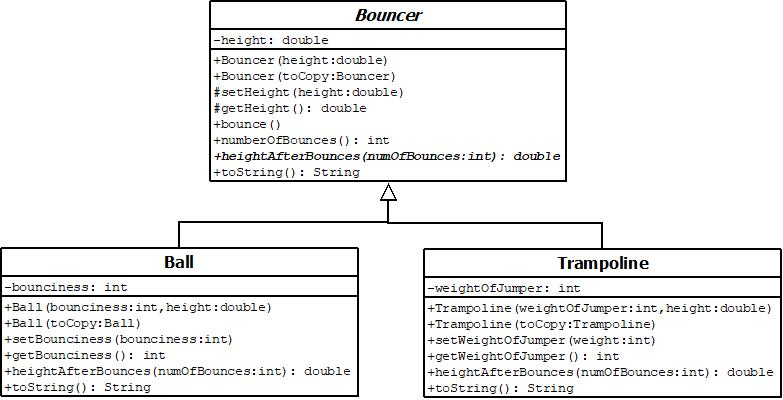 Bouncer
-height: double
+Bouncer(height:double)
+Bouncer(toCopy:Bouncer)
#setHeight(height:double)
#getHeight(): double
+bounce()
+numberOfBounces(): int
+heightAfterBounces(numOfBounces:int): double
+toString(): String
Ball
-bounciness: int
+Ball(bounciness:int,height:double)
+Ball(toCopy:Ball)
+setBounciness(bounciness:int)
+getBounciness(): int
+heightAfterBounces(numOfBounces:int): double
+toString(): String
Trampoline
-weightOfJumper: int
+Trampoline(weightOfJumper:int,height:double)
+Trampoline(toCopy:Trampoline)
+setWeightOfJumper(weight:int)
+getWeightOfJumper(): int
+heightAfterBounces(numOfBounces:int): double
+toString(): String